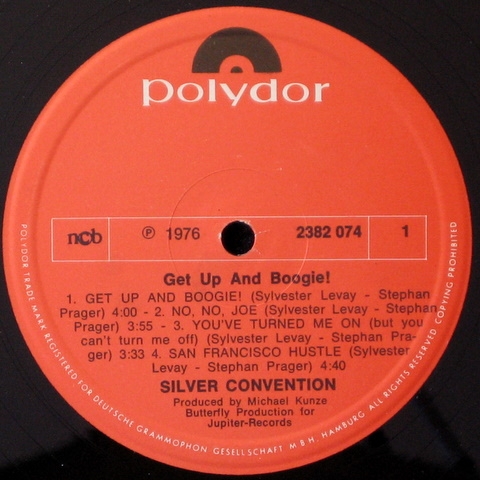 polydor
ncb
℗ 1976
2382 074
1
Get Up And Boogie!
1. GET UP AND BOOGIE! (Sylvester Levay - Stephan
Prager) 4:00 - 2. NO, NO, JOE (Sylvester Levay - Stephan
Prager) 3:55 - 3. YOU'VE TURNED ME ON (but you
can't turn me off) (Sylvester Levay - Stephan Pra-
ger) 3:33 4. SAN FRANCISCO HUSTLE (Sylvester
Levay - Stephan Prager) 4:40
SILVER CONVENTION
Produced by Michael Kunze
Butterfly Production for
Jupiter-Records
POLYDOR TRADE MARK REGISTERED FOR DEUTSCHE GRAMMOPHON GESELLSCHAFT M B H. HAMBURG ALL RIGHTS RESERVED COPYING PROHIBITED